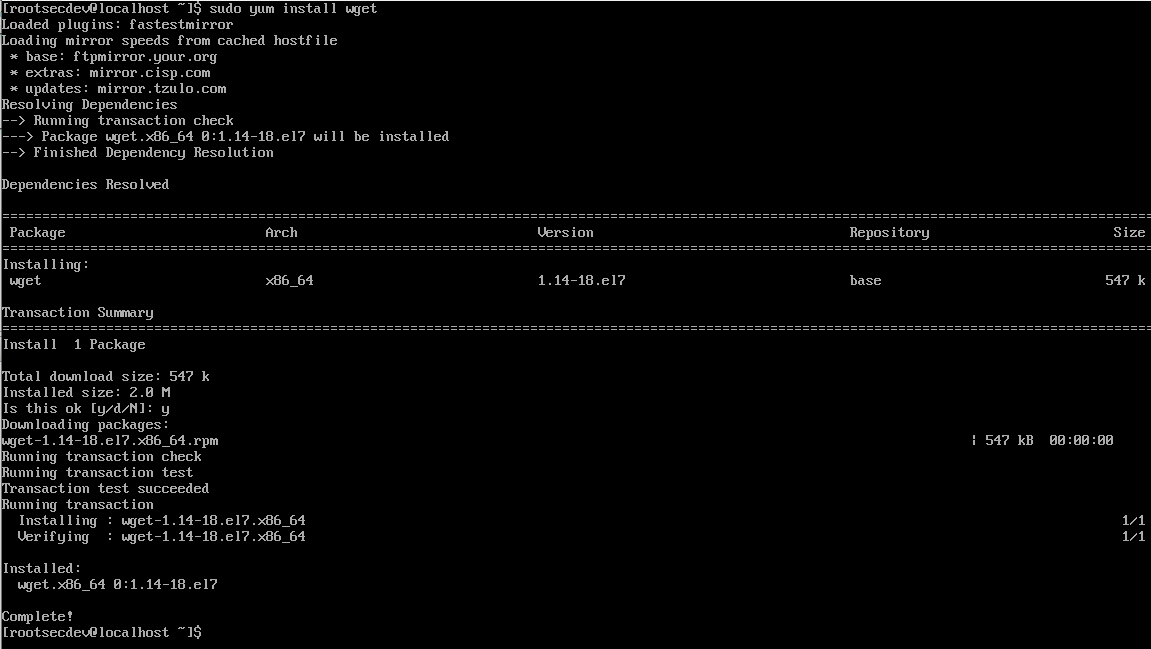 [rootsecdev@localhost ~]$ sudo yum install wget
Loaded plugins: fastestmirror
Loading mirror speeds from cached hostfile
 * base: ftpmirror.your.org
 * extras: mirror.cisp.com
 * updates: mirror.tzulo.com
Resolving Dependencies
--> Running transaction check
---> Package wget.x86_64 0:1.14-18.el7 will be installed
--> Finished Dependency Resolution

Dependencies Resolved

================================================================================
 Package                         Arch                              Version                                Repository                       Size
================================================================================
Installing:
 wget                            x86_64                            1.14-18.el7                            base                            547 k

Transaction Summary
================================================================================
Install  1 Package

Total download size: 547 k
Installed size: 2.0 M
Is this ok [y/d/N]: y
Downloading packages:
wget-1.14-18.el7.x86_64.rpm                                              | 547 kB  00:00:00
Running transaction check
Running transaction test
Transaction test succeeded
Running transaction
  Installing : wget-1.14-18.el7.x86_64                                              1/1
  Verifying  : wget-1.14-18.el7.x86_64                                              1/1

Installed:
  wget.x86_64 0:1.14-18.el7

Complete!
[rootsecdev@localhost ~]$